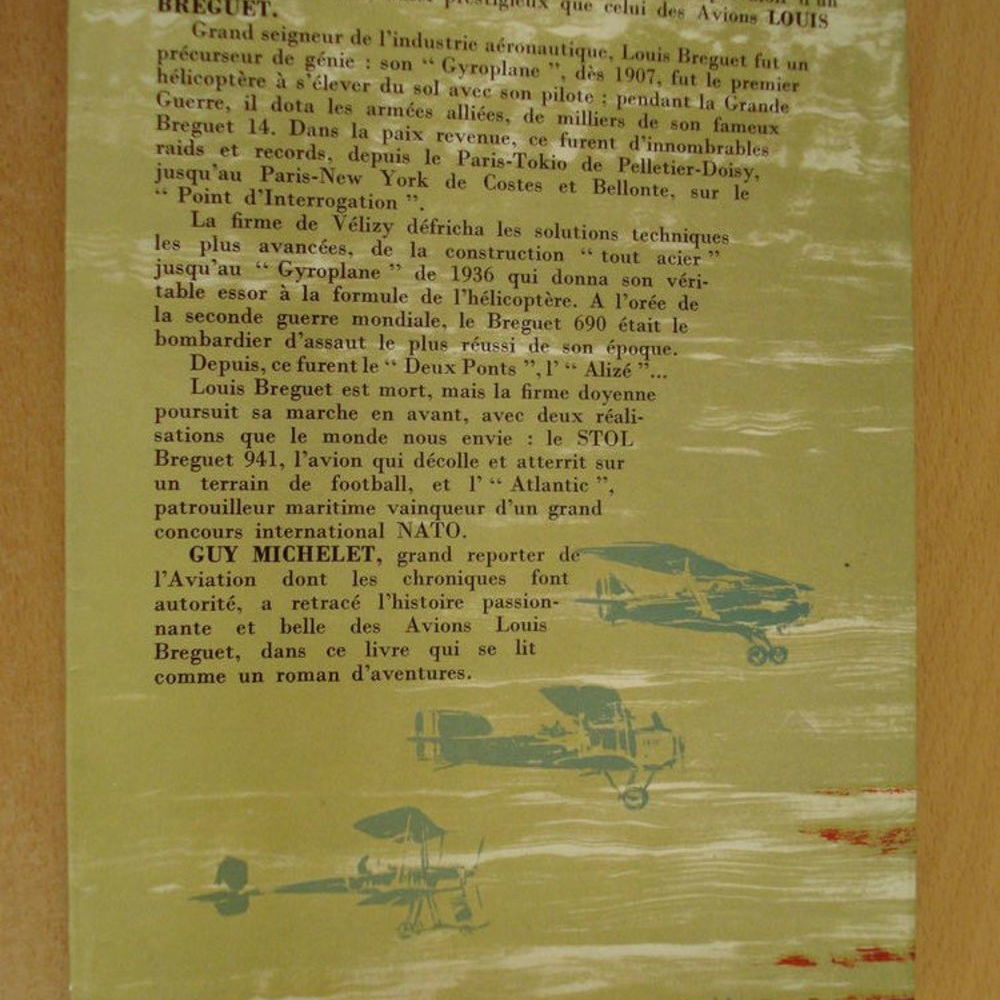 prestigieux que celui des Avions LOUIS
BREGUET.
Grand seigneur de l'industrie aéronautique, Louis Breguet fut un
précurseur de génie : son “ Gyroplane ”, dès 1907, fut le premier
hélicoptère à s'élever du sol avec son pilote ; pendant la Grande
Guerre, il dota les armées alliées, de milliers de son fameux
Breguet 14. Dans la paix revenue, ce furent d'innombrables
raids et records, depuis le Paris-Tokio de Pelletier-Doisy,
jusqu'au Paris-New York de Costes et Bellonte, sur le
“ Point d'Interrogation ”.
La firme de Vélizy défricha les solutions techniques
les plus avancées, de la construction “ tout acier ”
jusqu'au “ Gyroplane ” de 1936 qui donna son véri-
table essor à la formule de l'hélicoptère. A l'orée de
la seconde guerre mondiale, le Breguet 690 était le
bombardier d'assaut le plus réussi de son époque.
Depuis, ce furent le “ Deux Ponts ”, l' “ Alizé ”...
Louis Breguet est mort, mais la firme doyenne
poursuit sa marche en avant, avec deux réali-
sations que le monde nous envie : le STOL
Breguet 941, l'avion qui décolle et atterrit sur
un terrain de football, et l' “ Atlantic ”,
patrouilleur maritime vainqueur d'un grand
concours international NATO.
GUY MICHELET, grand reporter de
l'Aviation dont les chroniques font
autorité, a retracé l'histoire passion-
nante et belle des Avions Louis
Breguet, dans ce livre qui se lit
comme un roman d'aventures.